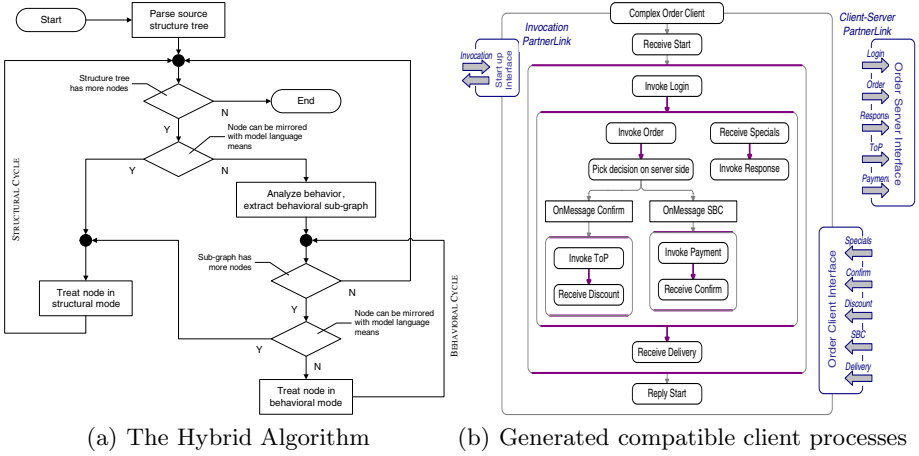 Start
Parse source
structure tree
Structure tree
has more nodes
N
End
Y
Node can be mirrored
with model language
means
Y
N
STRUCTURAL CYCLE
Analyze behavior,
extract behavioral sub-graph
Sub-graph has
more nodes
N
Treat node in
structural mode
Y
Node can be mirrored
with model language
means
Y
N
BEHAVIORAL CYCLE
Treat node in
behavioral mode
(a) The Hybrid Algorithm
Invocation
PartnerLink
Complex Order Client
Client-Server
PartnerLink
Invocation
Start up
Interface
Receive Start
Invoke Login
Invoke Order
Receive Specials
Pick decision on server side
Invoke Response
OnMessage Confirm
OnMessage SBC
Invoke ToP
Invoke Payment
Receive Discount
Receive Confirm
Receive Delivery
Reply Start
Login
Order
Response
ToP
Payment
Order Server Interface
Order Client Interface
Specials
Confirm
Discount
SBC
Delivery
(b) Generated compatible client processes